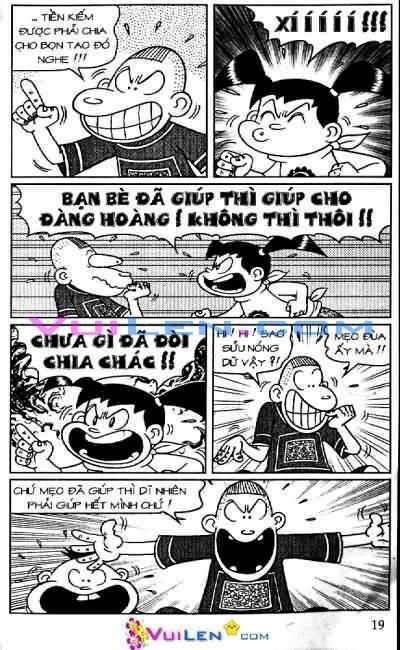 ... TIỀN KIẾM
ĐƯỢC PHẢI CHIA
CHO BỌN TAO ĐÓ
NGHE !!!
XÍ Í Í Í Í !!!
BẠN BÈ ĐÃ GIÚP THÌ GIÚP CHO
ĐÀNG HOÀNG ! KHÔNG THÌ THÔI !!
CHƯA GÌ ĐÃ ĐÒI
CHIA CHÁC !!
HI ! HI ! SAO
SỬU NÓNG
DỮ VẬY ?!
MẸO ĐÙA
ẤY MÀ !!
VUILEN.COM
CHỨ MẸO ĐÃ GIÚP THÌ DĨ NHIÊN
PHẢI GIÚP HẾT MÌNH CHỨ !
19
VUILEN.COM